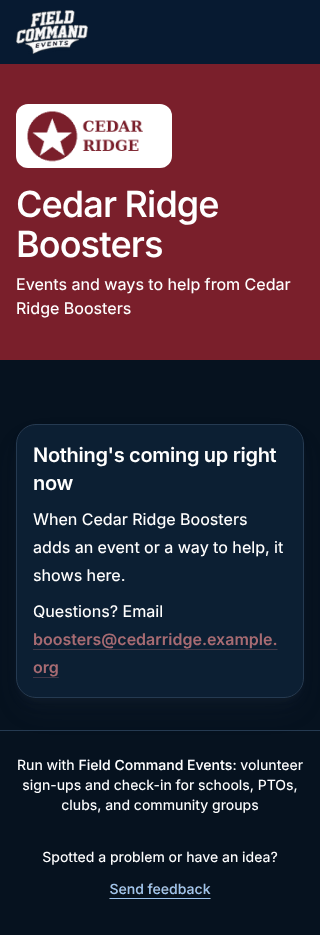 FIELD
COMMAND
EVENTS
CEDAR
RIDGE
Cedar Ridge
Boosters
Events and ways to help from Cedar
Ridge Boosters
Nothing's coming up right
now
When Cedar Ridge Boosters
adds an event or a way to help, it
shows here.
Questions? Email
boosters@cedarridge.example.
org
Run with Field Command Events: volunteer
sign-ups and check-in for schools, PTOs,
clubs, and community groups
Spotted a problem or have an idea?
Send feedback